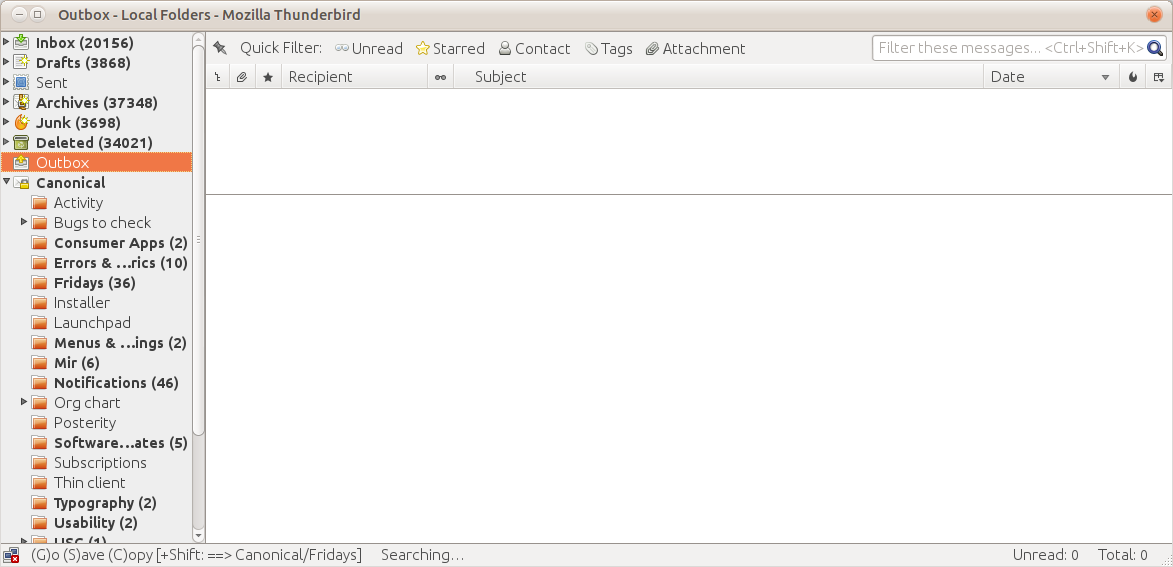 Outbox - Local Folders - Mozilla Thunderbird
Inbox (20156)
Drafts (3868)
Sent
Archives (37348)
Junk (3698)
Deleted (34021)
Outbox
Canonical
Activity
Bugs to check
Consumer Apps (2)
Errors & …rics (10)
Fridays (36)
Installer
Launchpad
Menus & …ings (2)
Mir (6)
Notifications (46)
Org chart
Posterity
Software…ates (5)
Subscriptions
Thin client
Typography (2)
Usability (2)
USC (1)
Quick Filter: Unread Starred Contact Tags Attachment Filter these messages... <Ctrl+Shift+K>
Recipient Subject Date
(G)o (S)ave (C)opy [+Shift: ==> Canonical/Fridays] Searching… Unread: 0 Total: 0